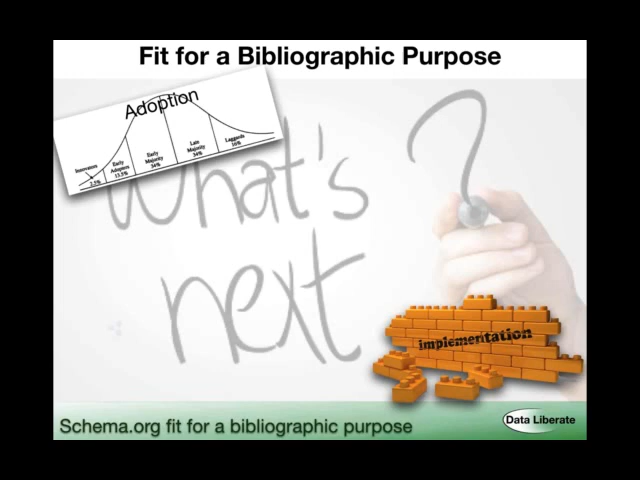 Fit for a Bibliographic Purpose
Adoption
Innovators
2.5%
Early
Adopters
13.5%
Early
Majority
34%
Late
Majority
34%
Laggards
16%
What's
next
?
implementation
Schema.org fit for a bibliographic purpose
Data Liberate